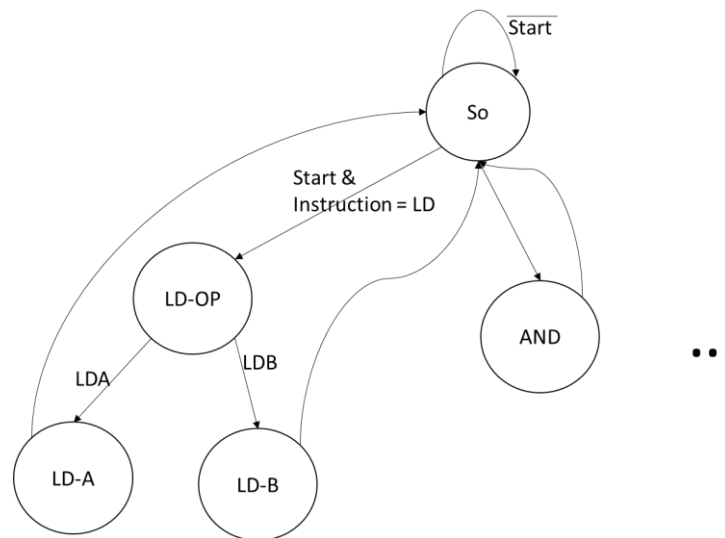 Start
So
Start &
Instruction = LD
LD-OP
AND
..
LDA
LDB
LD-A
LD-B